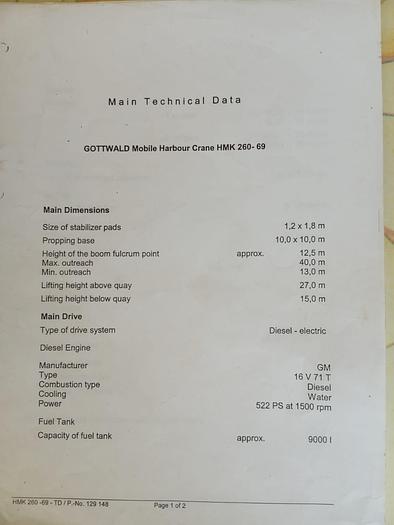 Main Technical Data
GOTTWALD Mobile Harbour Crane HMK 260- 69
Main Dimensions
Size of stabilizer pads 1,2 x 1,8 m
Propping base 10,0 x 10,0 m
Height of the boom fulcrum point approx. 12,5 m
Max. outreach 40,0 m
Min. outreach 13,0 m
Lifting height above quay 27,0 m
Lifting height below quay 15,0 m
Main Drive
Type of drive system Diesel - electric
Diesel Engine
Manufacturer GM
Type 16 V 71 T
Combustion type Diesel
Cooling Water
Power 522 PS at 1500 rpm
Fuel Tank
Capacity of fuel tank approx. 9000 l
HMK 260 -69 - TD / P.-No. 129 148 Page 1 of 2